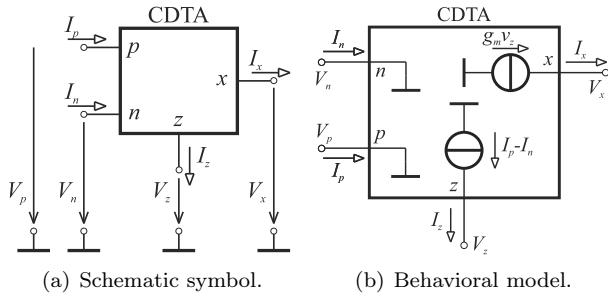 CDTA
I_p
p
I_n
n
x
I_x
z
I_z
V_p
V_n
V_z
V_x
(a) Schematic symbol.
CDTA
I_n
V_n
n
g_m v_z
x
I_x
V_x
V_p
p
I_p
I_p-I_n
z
I_z
V_z
(b) Behavioral model.